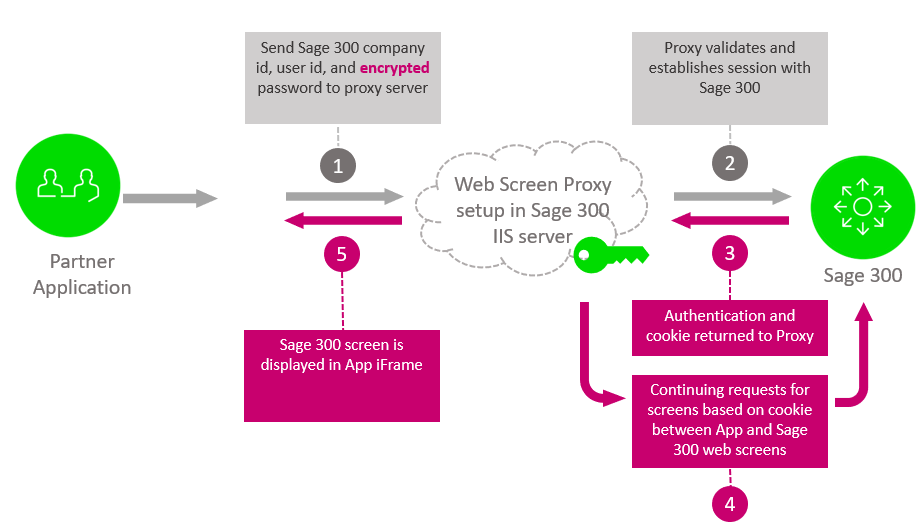 Send Sage 300 company
id, user id, and encrypted
password to proxy server
Proxy validates and
establishes session with
Sage 300
1
2
Web Screen Proxy
setup in Sage 300
IIS server
5
3
Partner
Application
Sage 300
Authentication and
cookie returned to Proxy
Sage 300 screen is
displayed in App iFrame
Continuing requests for
screens based on cookie
between App and Sage
300 web screens
4